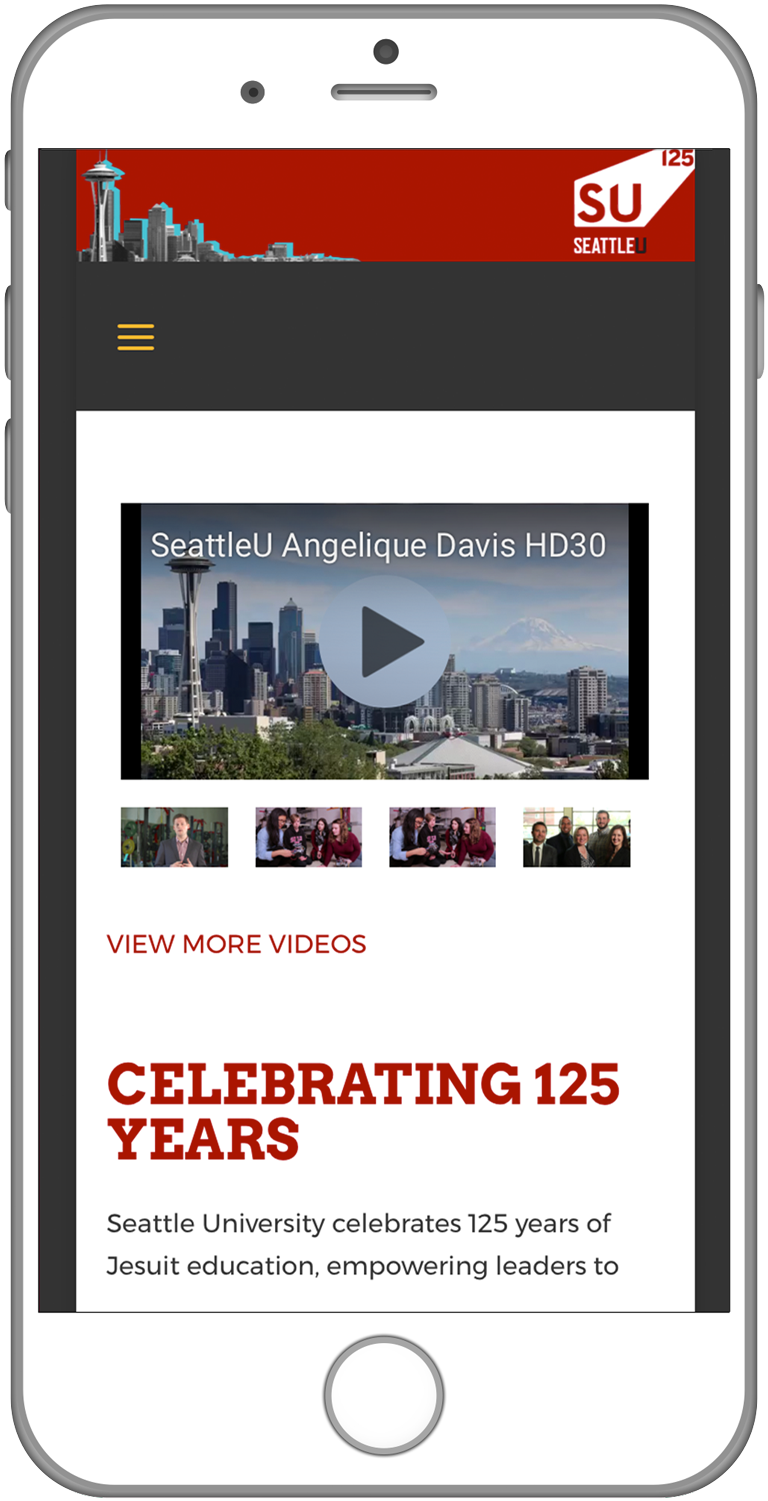 125
SU
SEATTLEU
SeattleU Angelique Davis HD30
VIEW MORE VIDEOS
CELEBRATING 125
YEARS
Seattle University celebrates 125 years of
Jesuit education, empowering leaders to